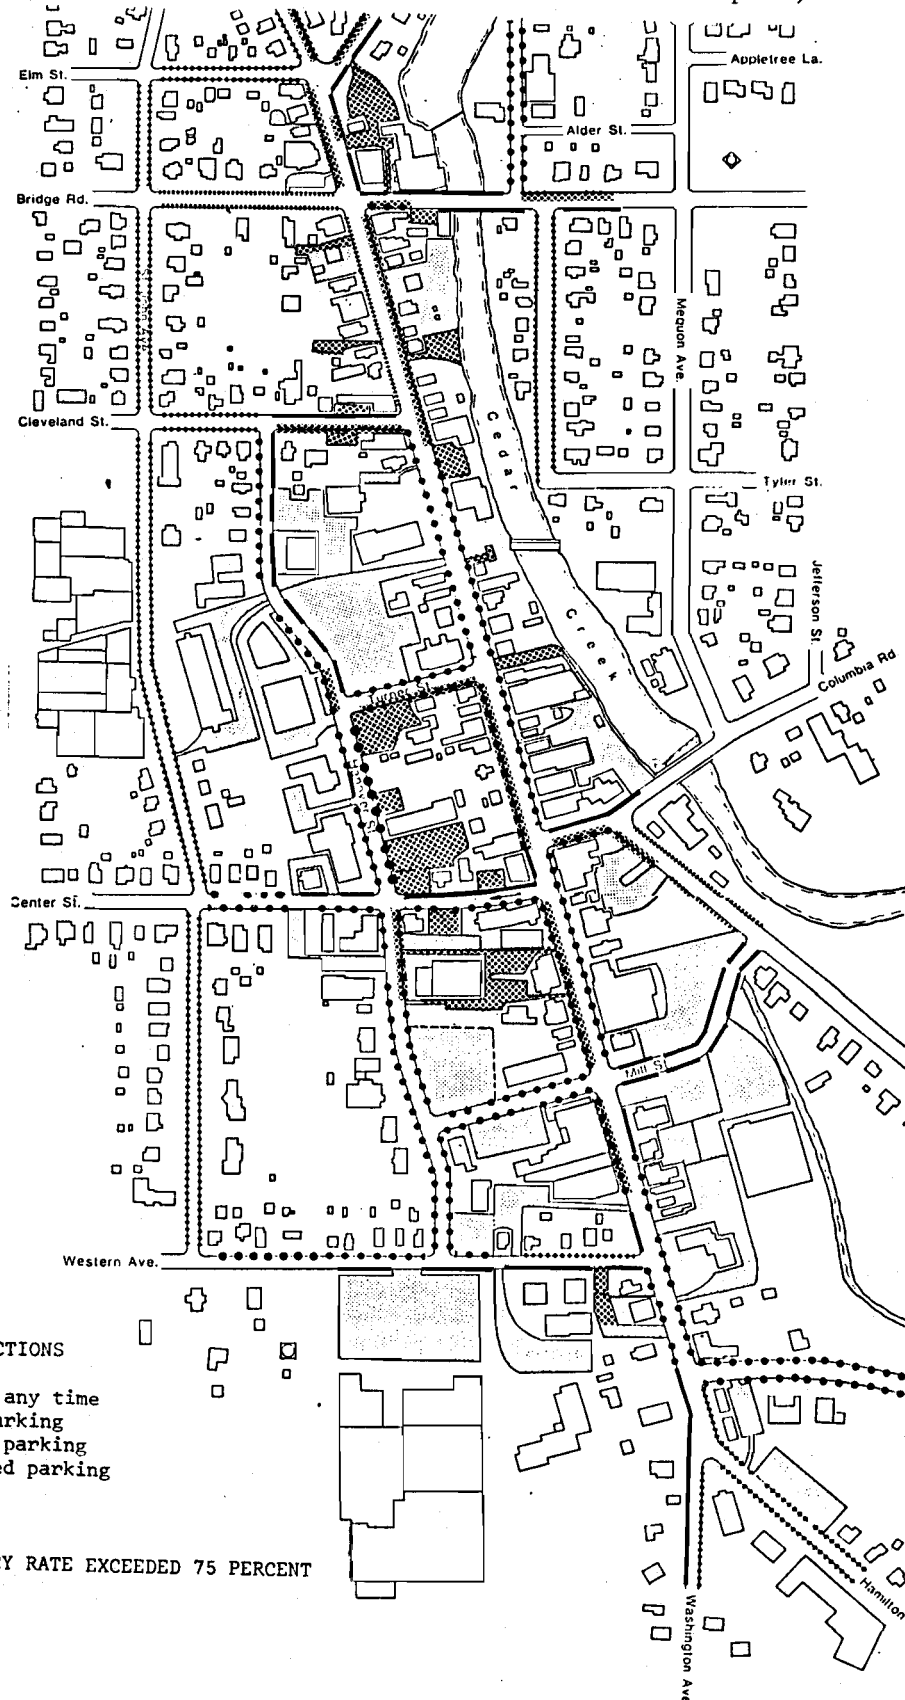 Elm St.
Appletree La.
Alder St.
Bridge Rd.
Mequon Ave.
Cedar
Cleveland St.
Tyler St.
Jefferson St.
Creek
Columbia Rd
Turner
Center St.
Mill S
Western Ave.
CTIONS
any time
arking
parking
ed parking
Y RATE EXCEEDED 75 PERCENT
Hamilton
Washington Ave